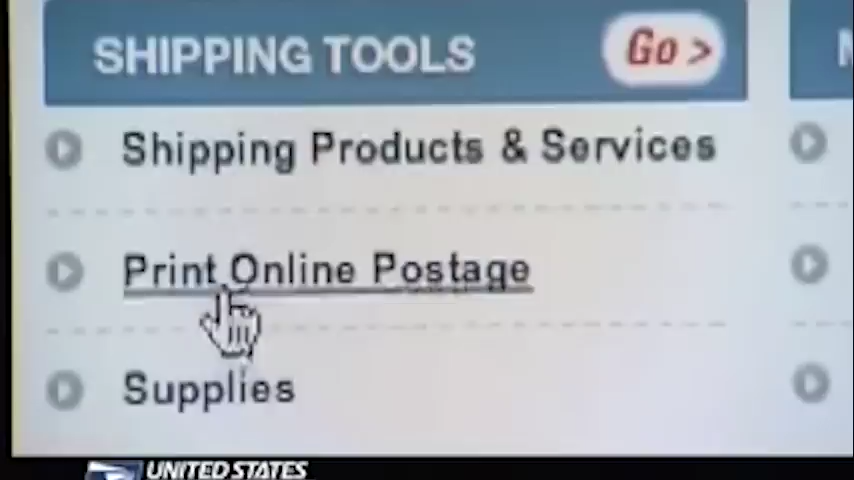 SHIPPING TOOLS Go >
M
Shipping Products & Services
Print Online Postage
Supplies
UNITED STATES